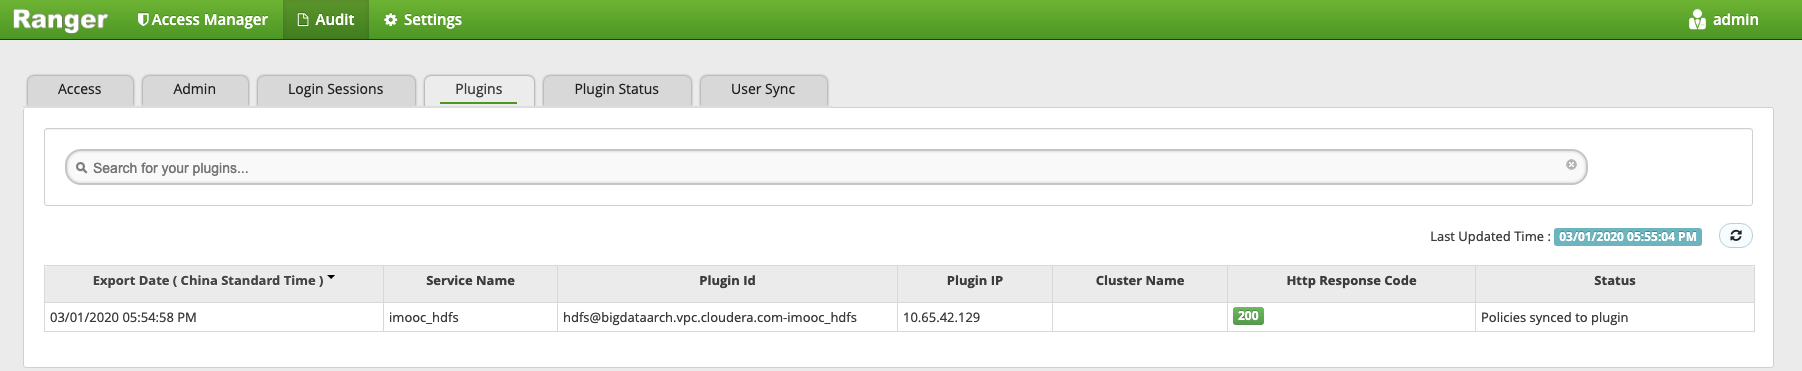 Ranger Access Manager Audit Settings admin
Access Admin Login Sessions Plugins Plugin Status User Sync
Search for your plugins...
Last Updated Time : 03/01/2020 05:55:04 PM
Export Date ( China Standard Time ) Service Name Plugin Id Plugin IP Cluster Name Http Response Code Status
03/01/2020 05:54:58 PM imooc_hdfs hdfs@bigdataarch.vpc.cloudera.com-imooc_hdfs 10.65.42.129 200 Policies synced to plugin